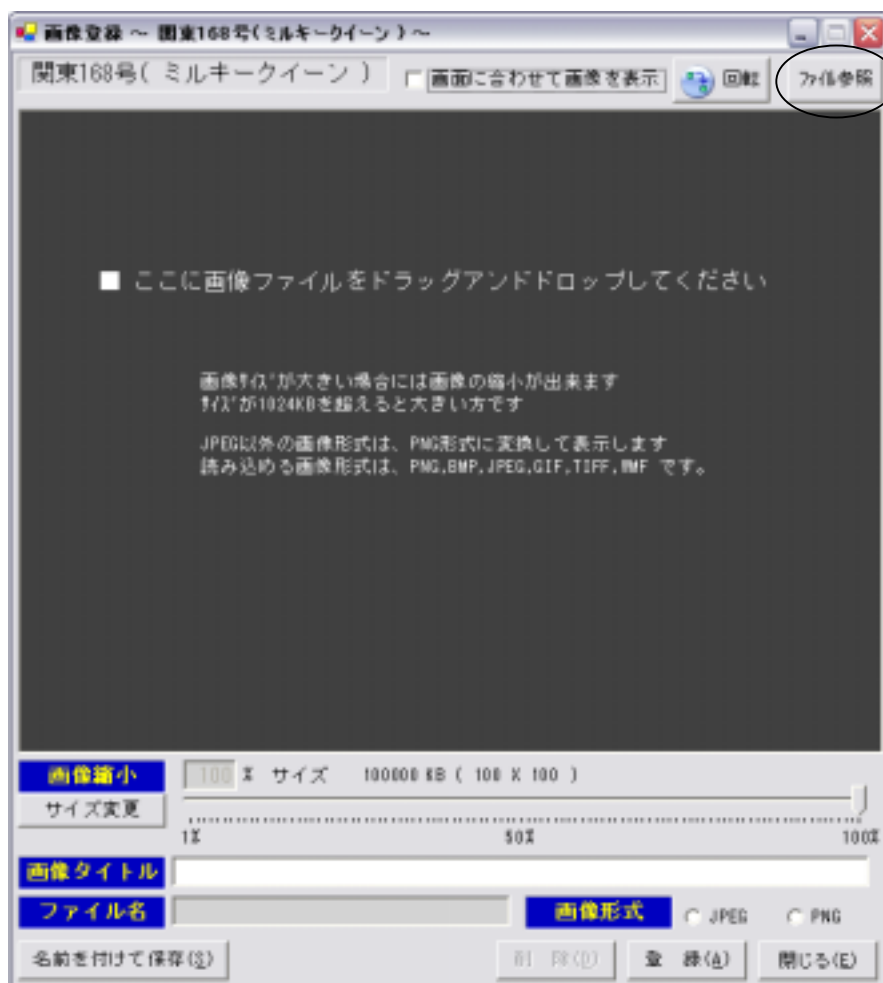 画像登録 ～ 関東168号(ミルキークイーン) ～
関東168号( ミルキークイーン ) 画面に合わせて画像を表示 回転 ﾌｧｲﾙ参照
■ ここに画像ファイルをドラッグアンドドロップしてください
画像ｻｲｽﾞが大きい場合には画像の縮小が出来ます
ｻｲｽﾞが1024KBを超えると大きい方です
JPEG以外の画像形式は、PNG形式に変換して表示します
読み込める画像形式は、PNG,BMP,JPEG,GIF,TIFF,WMF です。
画像縮小 100 % サイズ 100000 KB ( 100 X 100 )
サイズ変更
1% 50% 100%
画像タイトル
ファイル名 画像形式 JPEG PNG
名前を付けて保存(S) 削 除(D) 登 録(A) 閉じる(E)